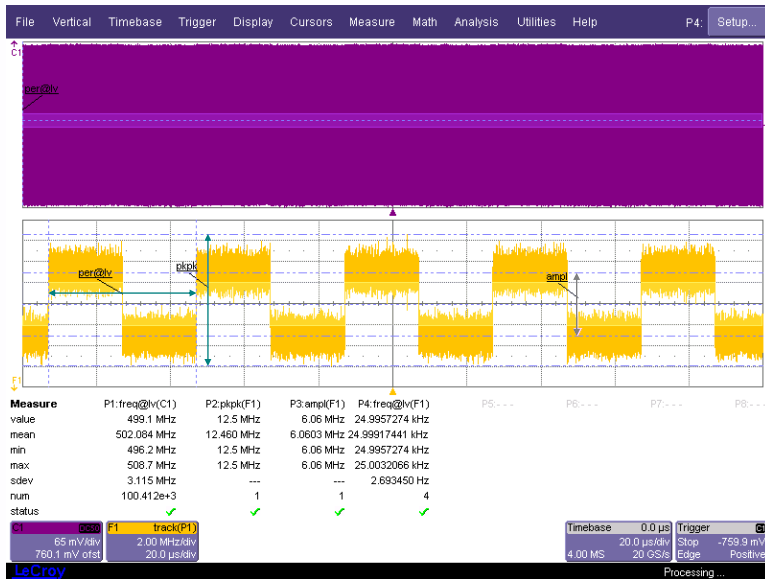 File Vertical Timebase Trigger Display Cursors Measure Math Analysis Utilities Help P4: Setup...
C1
per@lv
per@lv pkpk ampl
F1
Measure P1:freq@lv(C1) P2:pkpk(F1) P3:ampl(F1) P4:freq@lv(F1) P5:- - - P6:- - - P7:- - - P8:- - -
value 499.1 MHz 12.5 MHz 6.06 MHz 24.9957274 kHz
mean 502.084 MHz 12.460 MHz 6.0603 MHz 24.99917441 kHz
min 496.2 MHz 12.5 MHz 6.06 MHz 24.9957274 kHz
max 508.7 MHz 12.5 MHz 6.06 MHz 25.0032066 kHz
sdev 3.115 MHz --- --- 2.693450 Hz
num 100.412e+3 1 1 4
status
C1 DC50 F1 track(P1) Timebase 0.0 µs Trigger C1
65 mV/div 2.00 MHz/div 20.0 µs/div Stop -759.9 mV
760.1 mV ofst 20.0 µs/div 4.00 MS 20 GS/s Edge Positive
LeCroy Processing ...